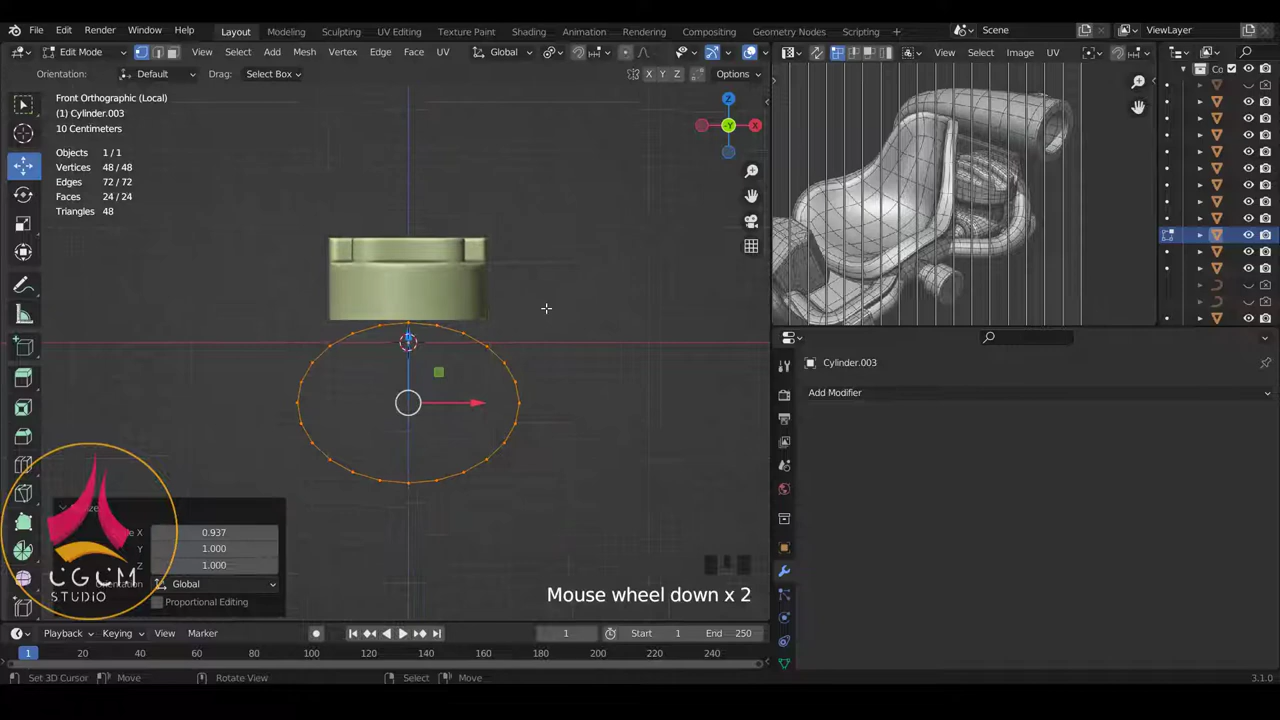 File Edit Render Window Help Layout Modeling Sculpting UV Editing Texture Paint Shading Animation Rendering Compositing Geometry Nodes Scripting Scene ViewLayer
Edit Mode View Select Add Mesh Vertex Edge Face UV Global View Select Image UV
Orientation: Default Drag: Select Box X Y Z Options
Co
Front Orthographic (Local)
(1) Cylinder.003
10 Centimeters
Objects 1 / 1
Vertices 48 / 48
Edges 72 / 72
Faces 24 / 24
Triangles 48
Z
-Y
X
Cylinder.003
Add Modifier
X 0.937
Y 1.000
Z 1.000
Global
Proportional Editing
UGUM
STUDIO
Mouse wheel down x 2
Playback Keying View Marker 1 Start 1 End 250
1 20 40 60 80 100 120 140 160 180 200 220 240
Set 3D Cursor Move Rotate View Select Move 3.1.0